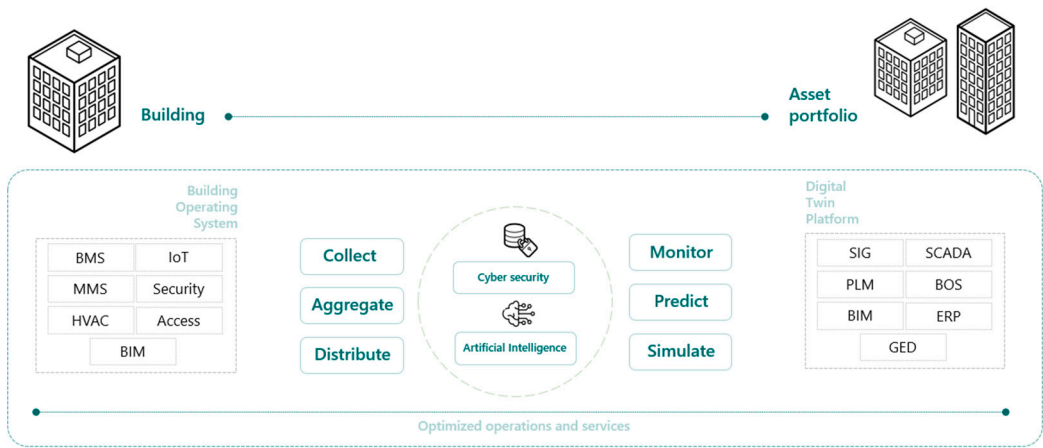 Building
Asset
portfolio
Building
Operating
System
BMS
IoT
MMS
Security
HVAC
Access
BIM
Collect
Aggregate
Distribute
Cyber security
Artificial Intelligence
Monitor
Predict
Simulate
Digital
Twin
Platform
SIG
SCADA
PLM
BOS
BIM
ERP
GED
Optimized operations and services